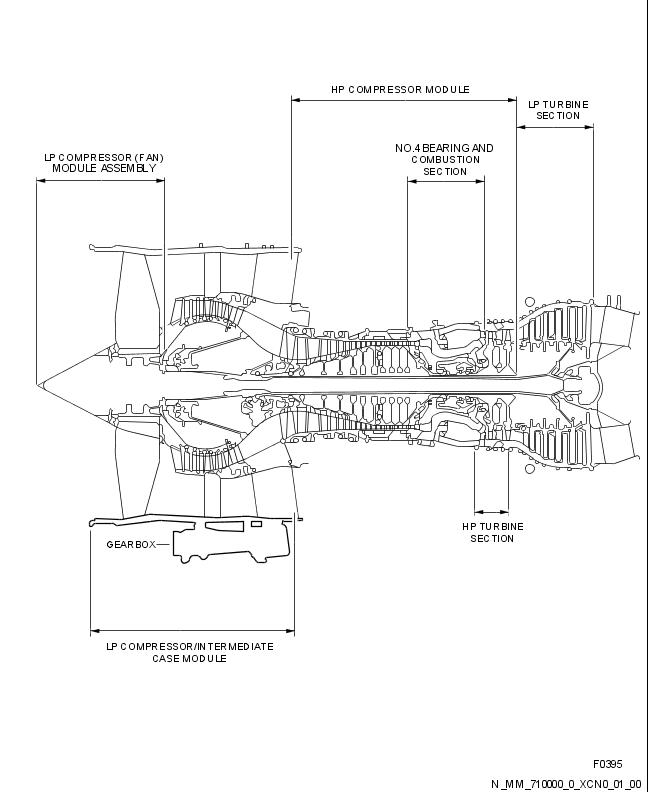 HP COMPRESSOR MODULE
LP TURBINE
SECTION
NO.4 BEARING AND
COMBUSTION
SECTION
LP COMPRESSOR (FAN)
MODULE ASSEMBLY
HP TURBINE
SECTION
GEARBOX
LP COMPRESSOR/INTERMEDIATE
CASE MODULE
F0395
N_MM_710000_0_XCN0_01_00